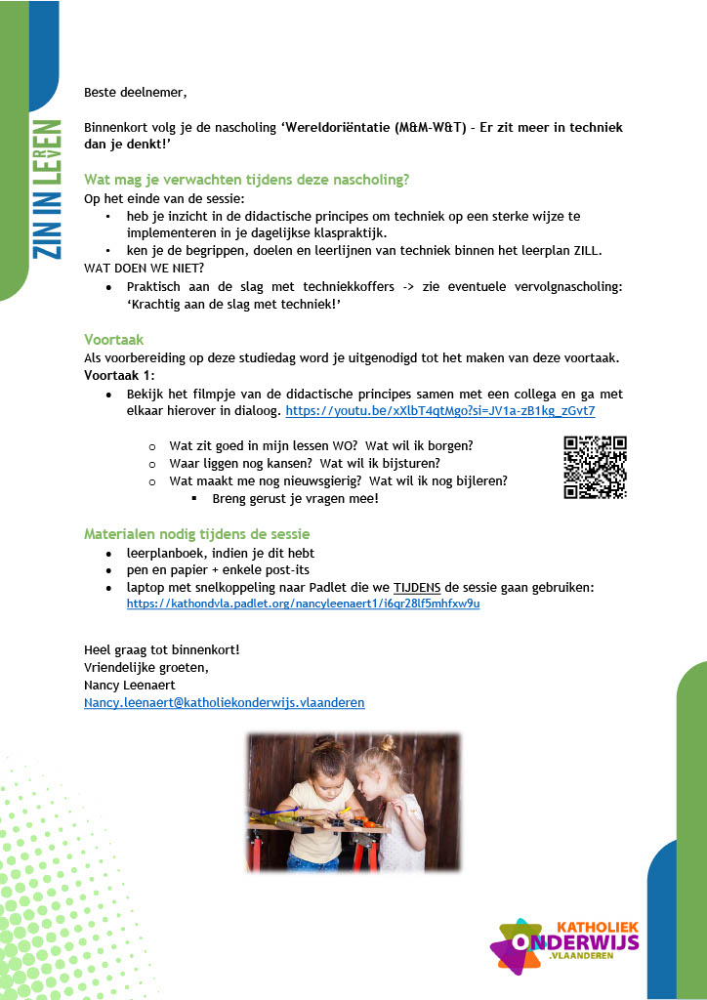 ZIN IN LERVEN
Beste deelnemer,
Binnenkort volg je de nascholing ‘Wereldoriëntatie (M&M-W&T) – Er zit meer in techniek
dan je denkt!’
Wat mag je verwachten tijdens deze nascholing?
Op het einde van de sessie:
• heb je inzicht in de didactische principes om techniek op een sterke wijze te
implementeren in je dagelijkse klaspraktijk.
• ken je de begrippen, doelen en leerlijnen van techniek binnen het leerplan ZILL.
WAT DOEN WE NIET?
• Praktisch aan de slag met techniekkoffers -> zie eventuele vervolgnascholing:
‘Krachtig aan de slag met techniek!’
Voortaak
Als voorbereiding op deze studiedag word je uitgenodigd tot het maken van deze voortaak.
Voortaak 1:
• Bekijk het filmpje van de didactische principes samen met een collega en ga met
elkaar hierover in dialoog. https://youtu.be/xXlbT4qtMgo?si=JV1a-zB1kg_zGvt7
o Wat zit goed in mijn lessen WO? Wat wil ik borgen?
o Waar liggen nog kansen? Wat wil ik bijsturen?
o Wat maakt me nog nieuwsgierig? Wat wil ik nog bijleren?
▪ Breng gerust je vragen mee!
Materialen nodig tijdens de sessie
• leerplanboek, indien je dit hebt
• pen en papier + enkele post-its
• laptop met snelkoppeling naar Padlet die we TIJDENS de sessie gaan gebruiken:
https://kathondvla.padlet.org/nancyleenaert1/i6qr28lf5mhfxw9u
Heel graag tot binnenkort!
Vriendelijke groeten,
Nancy Leenaert
Nancy.leenaert@katholiekonderwijs.vlaanderen
KATHOLIEK
ONDERWIJS
.VLAANDEREN